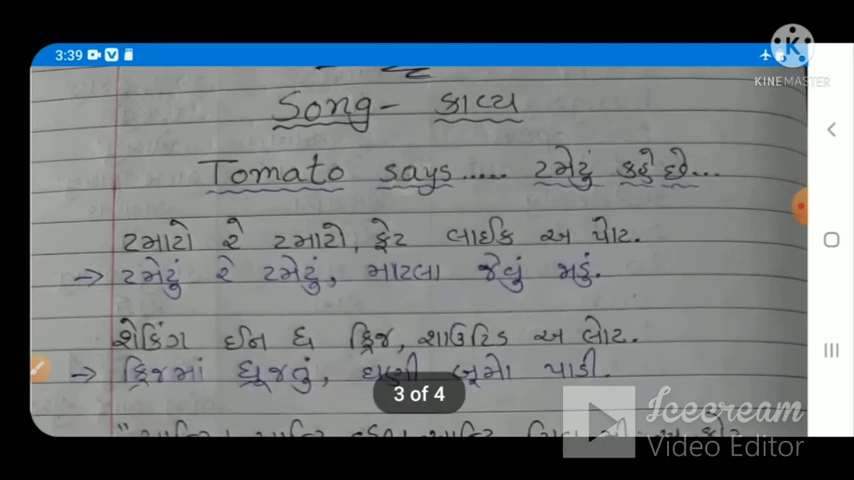 3:39
KINEMASTER
Song - કાવ્ય
Tomato says..... ટમેટું કહે છે...
ટમાટો રે ટમાટો, ફેટ લાઈક અ પોટ.
→ ટમેટું રે ટમેટું, માટલા જેવું મડું.
શેકિંગ ઈન ધ ફ્રિજ, શાઉટિડ અ લોટ.
→ ફ્રિજમાં ધ્રૂજતું, ઘણી બૂમો પાડી.
3 of 4
Icecream
Video Editor